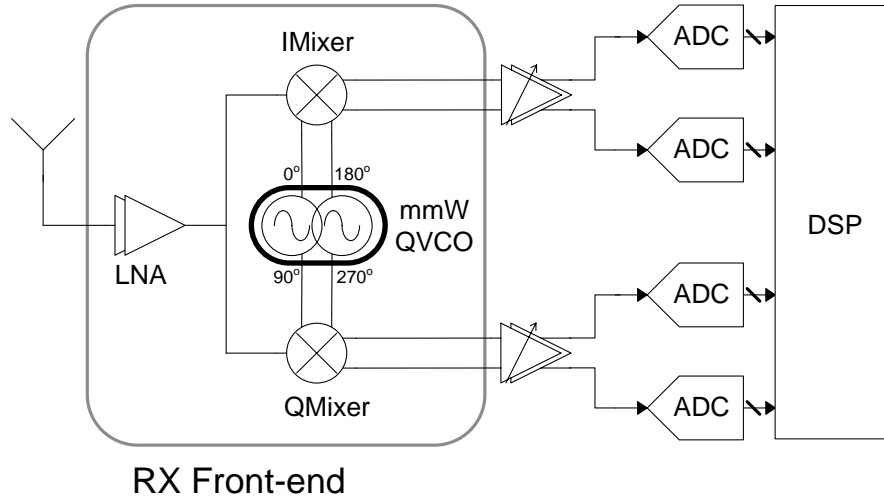 IMixer
ADC
0° 180°
ADC
mmW
QVCO
DSP
LNA
90° 270°
ADC
QMixer
ADC
RX Front-end